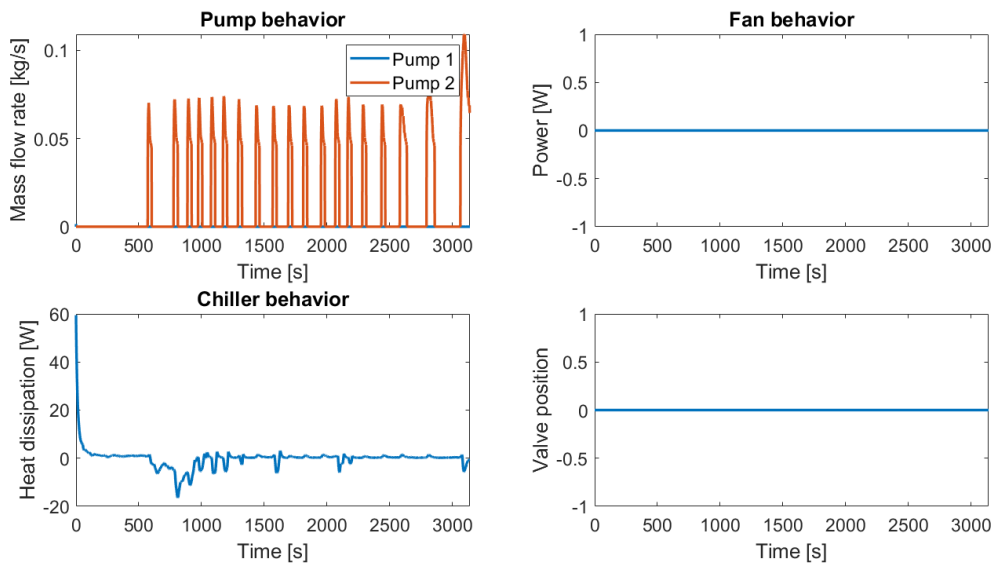 Pump behavior
Mass flow rate [kg/s]
0.1
0.05
0
Pump 1
Pump 2
0 500 1000 1500 2000 2500 3000
Time [s]
Fan behavior
Power [W]
1
0.5
0
-0.5
-1
0 500 1000 1500 2000 2500 3000
Time [s]
Chiller behavior
Heat dissipation [W]
60
40
20
0
-20
0 500 1000 1500 2000 2500 3000
Time [s]
Valve position
1
0.5
0
-0.5
-1
0 500 1000 1500 2000 2500 3000
Time [s]